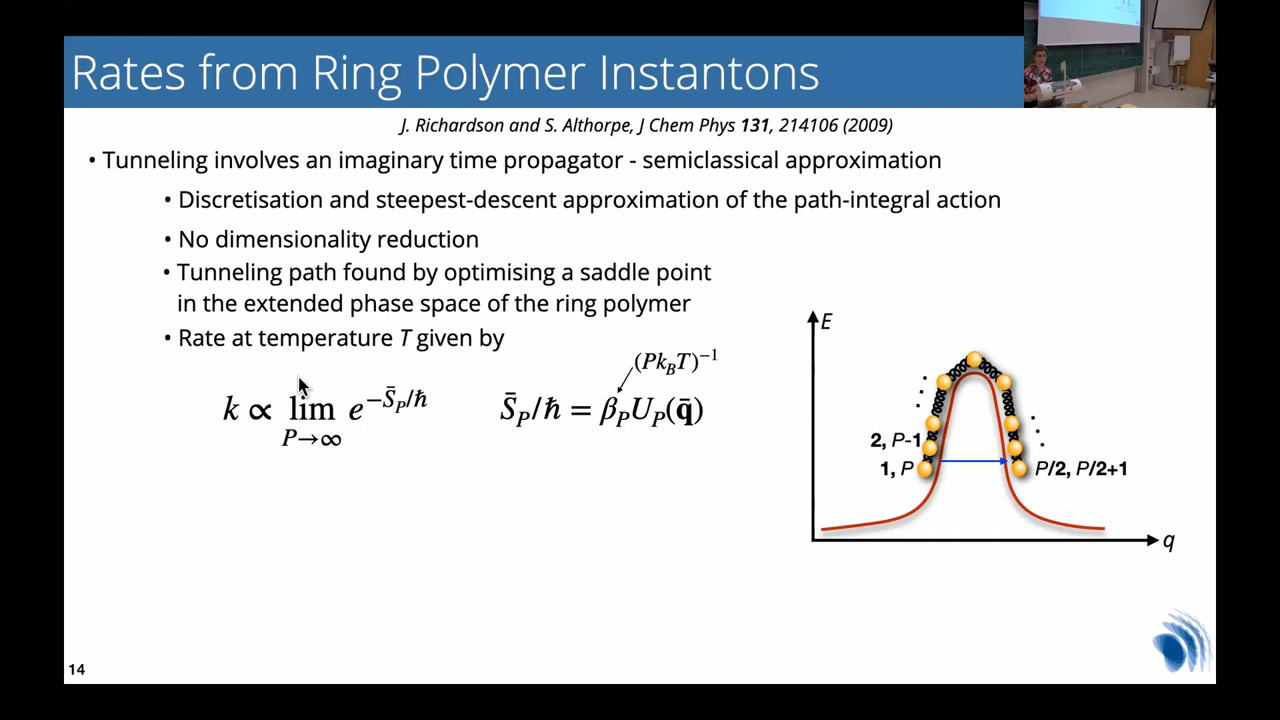 Rates from Ring Polymer Instantons
J. Richardson and S. Althorpe, J Chem Phys 131, 214106 (2009)
• Tunneling involves an imaginary time propagator - semiclassical approximation
• Discretisation and steepest-descent approximation of the path-integral action
• No dimensionality reduction
• Tunneling path found by optimising a saddle point
in the extended phase space of the ring polymer
• Rate at temperature T given by
(Pk_BT)⁻¹
k ∝ lim_{P→∞} e^{−S̄_P/ħ}
S̄_P/ħ = β_P U_P(q̄)
E
2, P-1
1, P
P/2, P/2+1
q
14